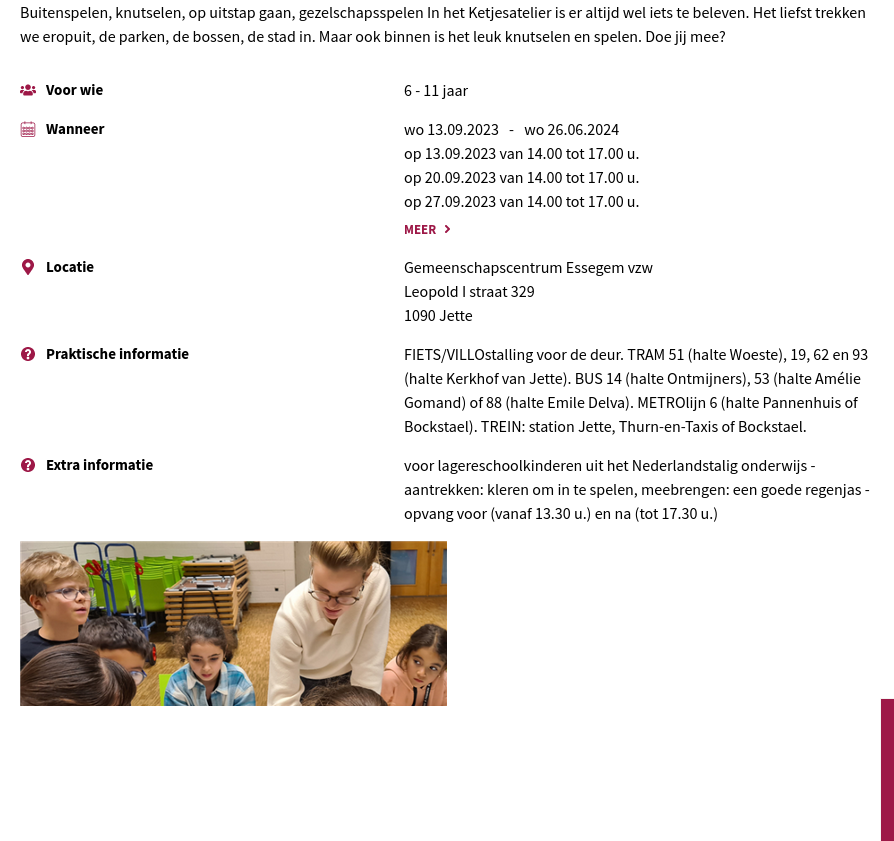 Buitenspelen, knutselen, op uitstap gaan, gezelschapsspelen In het Ketjesatelier is er altijd wel iets te beleven. Het liefst trekken
we eropuit, de parken, de bossen, de stad in. Maar ook binnen is het leuk knutselen en spelen. Doe jij mee?
Voor wie
6 - 11 jaar
Wanneer
wo 13.09.2023 - wo 26.06.2024
op 13.09.2023 van 14.00 tot 17.00 u.
op 20.09.2023 van 14.00 tot 17.00 u.
op 27.09.2023 van 14.00 tot 17.00 u.
MEER
Locatie
Gemeenschapscentrum Essegem vzw
Leopold I straat 329
1090 Jette
Praktische informatie
FIETS/VILLOstalling voor de deur. TRAM 51 (halte Woeste), 19, 62 en 93
(halte Kerkhof van Jette). BUS 14 (halte Ontmijners), 53 (halte Amélie
Gomand) of 88 (halte Emile Delva). METROlijn 6 (halte Pannenhuis of
Bockstael). TREIN: station Jette, Thurn-en-Taxis of Bockstael.
Extra informatie
voor lagereschoolkinderen uit het Nederlandstalig onderwijs -
aantrekken: kleren om in te spelen, meebrengen: een goede regenjas -
opvang voor (vanaf 13.30 u.) en na (tot 17.30 u.)